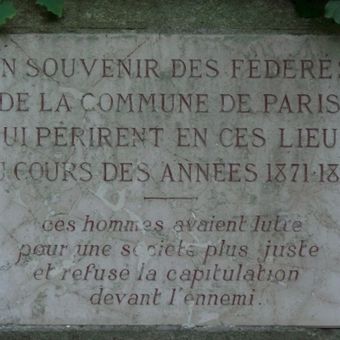 N SOUVENIR DES FEDERES
DE LA COMMUNE DE PARIS
UI PÉRIRENT EN CES LIEU
U COURS DES ANNÉES 1871-18
ces hommes avaient lutté
pour une société plus juste
et refusé la capitulation
devant l'ennemi.